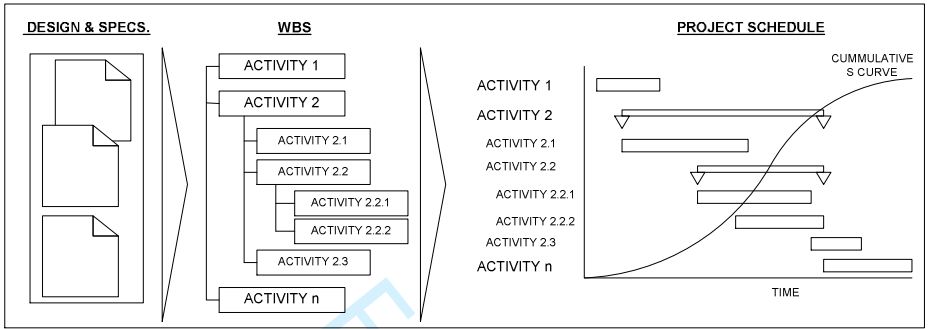 DESIGN & SPECS.
WBS
PROJECT SCHEDULE
ACTIVITY 1
ACTIVITY 2
ACTIVITY 2.1
ACTIVITY 2.2
ACTIVITY 2.2.1
ACTIVITY 2.2.2
ACTIVITY 2.3
ACTIVITY n
CUMMULATIVE
S CURVE
ACTIVITY 1
ACTIVITY 2
ACTIVITY 2.1
ACTIVITY 2.2
ACTIVITY 2.2.1
ACTIVITY 2.2.2
ACTIVITY 2.3
ACTIVITY n
TIME